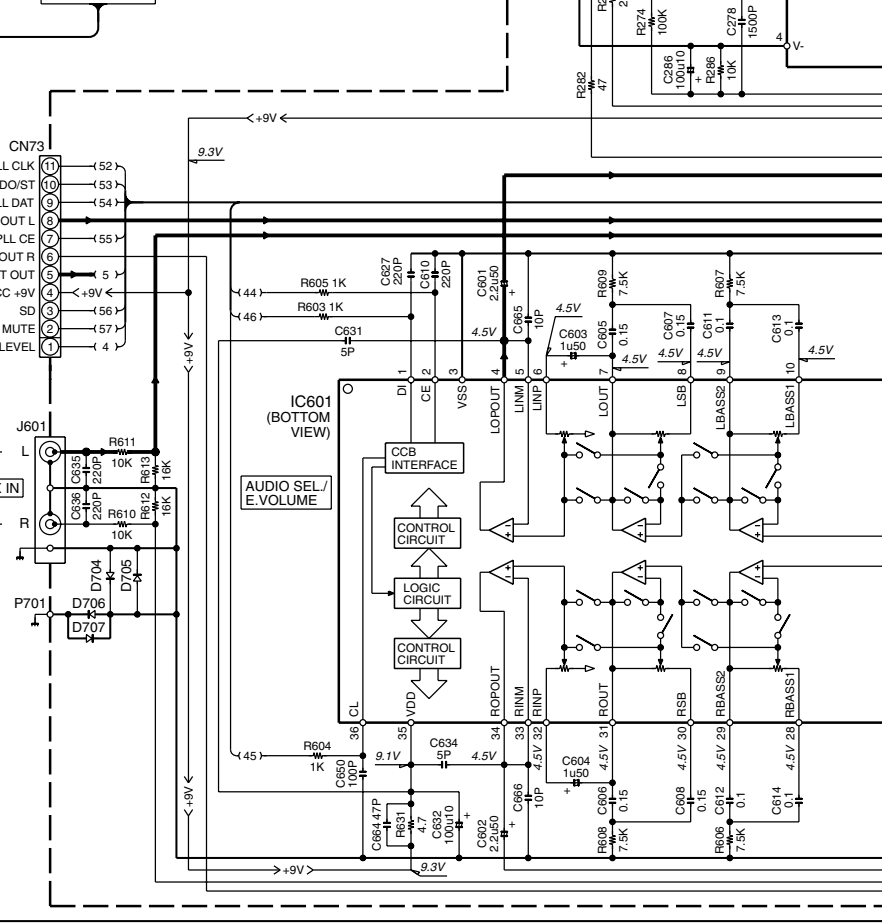 R274
100K
C278
1500P
4
V-
C286
100u10
+
R286
10K
R282
47
+9V
9.3V
CN73
LL CLK
11
52
DO/ST
10
53
LL DAT
9
54
OUT L
8
PLL CE
7
55
OUT R
6
T OUT
5
5
CC +9V
4
+9V
SD
3
56
MUTE
2
57
LEVEL
1
4
+9V
44
R605 1K
46
R603 1K
C631
5P
C627
220P
C610
220P
C601
2.2u50
+
4.5V
C665
10P
4.5V
C603
1u50
+
R609
7.5K
C605
0.15
4.5V
C607
0.15
4.5V
R607
7.5K
C611
0.1
4.5V
C613
0.1
4.5V
1
2
3
4
5
6
7
8
9
10
IC601
(BOTTOM
VIEW)
DI
CE
VSS
LOPOUT
LINM
LINP
LOUT
LSB
LBASS2
LBASS1
J601
L
R611
10K
C635
220P
R613
16K
X IN
C636
220P
R612
16K
R
R610
10K
D704
D705
P701
D706
D707
AUDIO SEL./
E.VOLUME
CCB
INTERFACE
CONTROL
CIRCUIT
LOGIC
CIRCUIT
CONTROL
CIRCUIT
CL
VDD
ROPOUT
RINM
RINP
ROUT
RSB
RBASS2
RBASS1
36
35
34
33
32
31
30
29
28
45
R604
1K
C650
100P
9.1V
C634
5P
4.5V
4.5V
C604
1u50
+
4.5V
4.5V
4.5V
4.5V
+9V
C664 47P
R631
4.7
C632
100u10
+
C602
2.2u50
+
C666
10P
C606
0.15
R608
7.5K
C608
0.15
C612
0.1
R606
7.5K
C614
0.1
+9V
9.3V